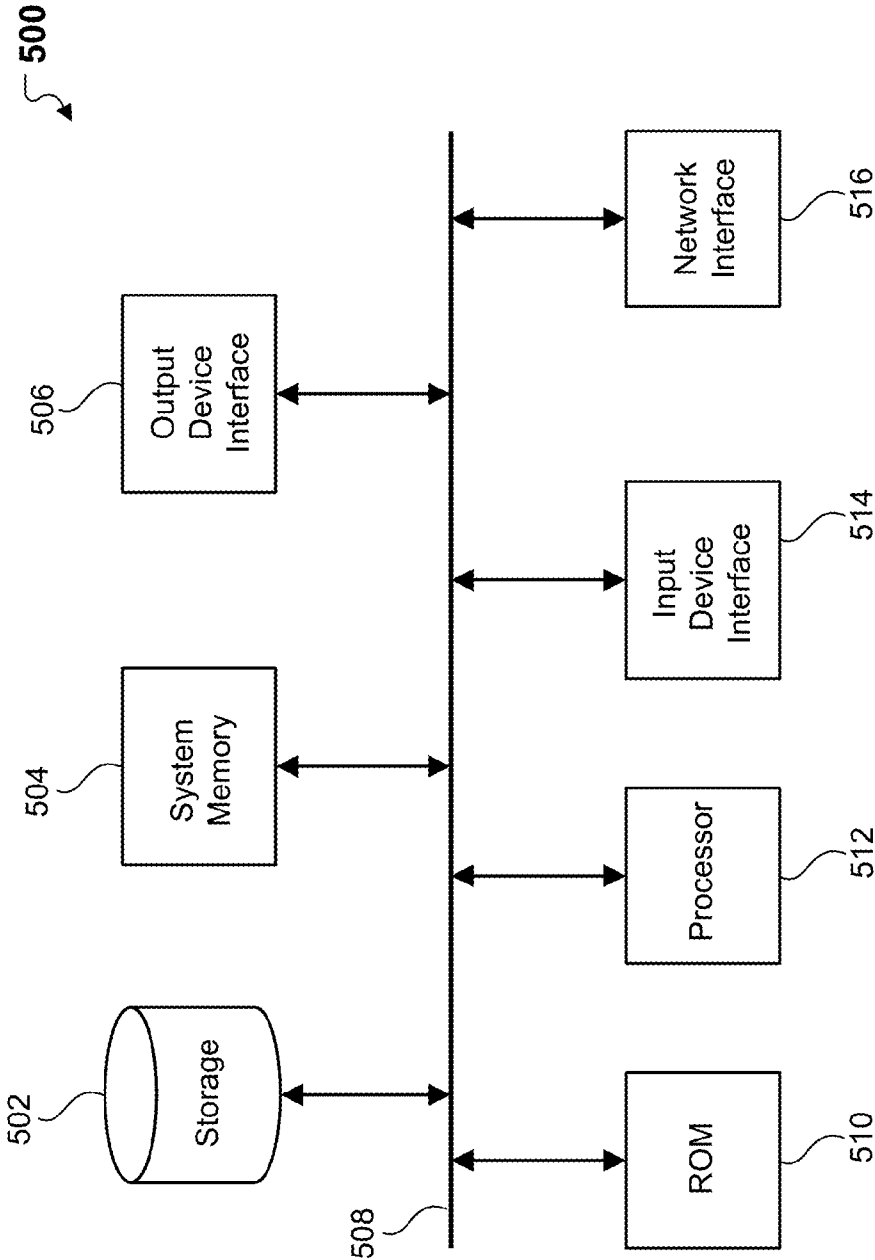 500
502
504
506
Storage
System
Memory
Output
Device
Interface
508
ROM
Processor
Input
Device
Interface
Network
Interface
510
512
514
516